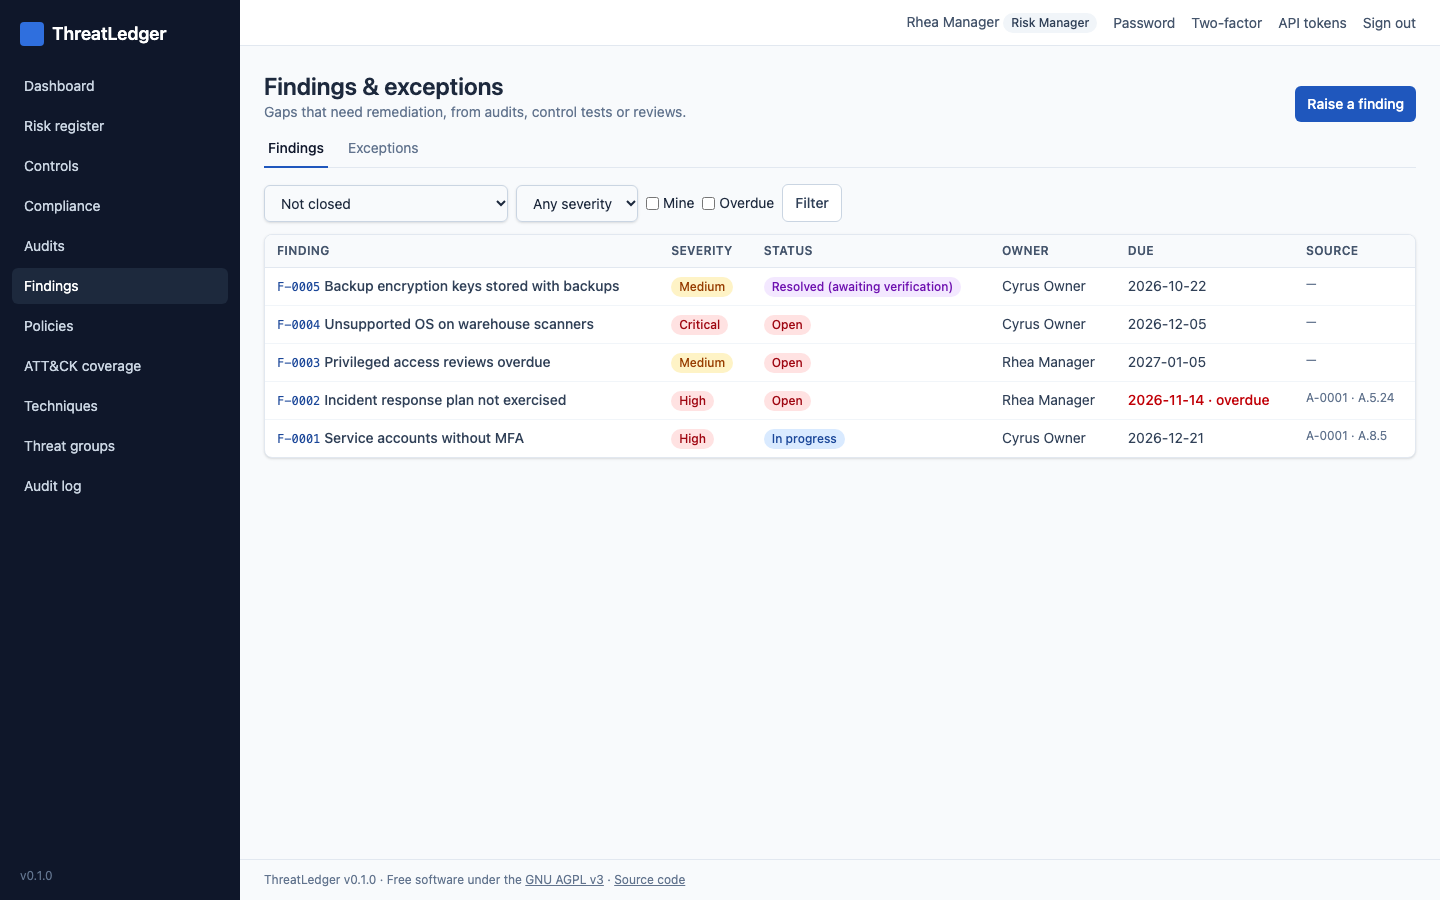 ThreatLedger
Rhea Manager Risk Manager Password Two-factor API tokens Sign out
Dashboard
Risk register
Controls
Compliance
Audits
Findings
Policies
ATT&CK coverage
Techniques
Threat groups
Audit log
v0.1.0
Findings & exceptions
Gaps that need remediation, from audits, control tests or reviews.
Raise a finding
Findings Exceptions
Not closed Any severity Mine Overdue Filter
FINDING SEVERITY STATUS OWNER DUE SOURCE
F-0005 Backup encryption keys stored with backups Medium Resolved (awaiting verification) Cyrus Owner 2026-10-22 —
F-0004 Unsupported OS on warehouse scanners Critical Open Cyrus Owner 2026-12-05 —
F-0003 Privileged access reviews overdue Medium Open Rhea Manager 2027-01-05 —
F-0002 Incident response plan not exercised High Open Rhea Manager 2026-11-14 · overdue A-0001 · A.5.24
F-0001 Service accounts without MFA High In progress Cyrus Owner 2026-12-21 A-0001 · A.8.5
ThreatLedger v0.1.0 · Free software under the GNU AGPL v3 · Source code